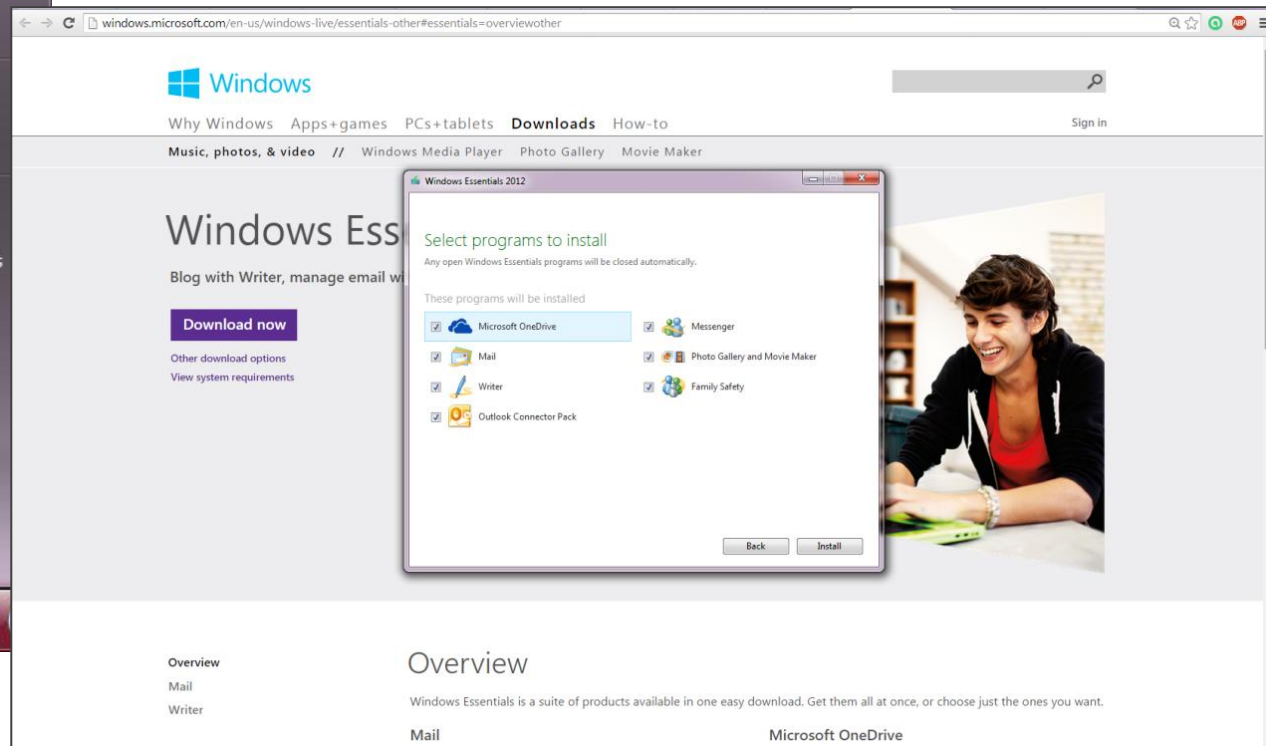 windows.microsoft.com/en-us/windows-live/essentials-other#essentials=overviewother
ABP
Windows
Why Windows Apps+games PCs+tablets Downloads How-to
Sign in
Music, photos, & video // Windows Media Player Photo Gallery Movie Maker
Windows Ess
Blog with Writer, manage email wi
Download now
Other download options
View system requirements
Windows Essentials 2012
Select programs to install
Any open Windows Essentials programs will be closed automatically.
These programs will be installed
Microsoft OneDrive
Messenger
Mail
Photo Gallery and Movie Maker
Writer
Family Safety
Outlook Connector Pack
Back Install
Overview
Mail
Writer
Overview
Windows Essentials is a suite of products available in one easy download. Get them all at once, or choose just the ones you want.
Mail
Microsoft OneDrive